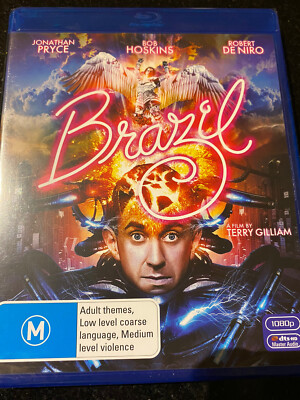 JONATHAN
PRYCE
BOB
HOSKINS
ROBERT
DE NIRO
Brazil
A FILM BY
TERRY GILLIAM
M
Adult themes,
Low level coarse
language, Medium
level violence
1080p
dts-HD
Master Audio